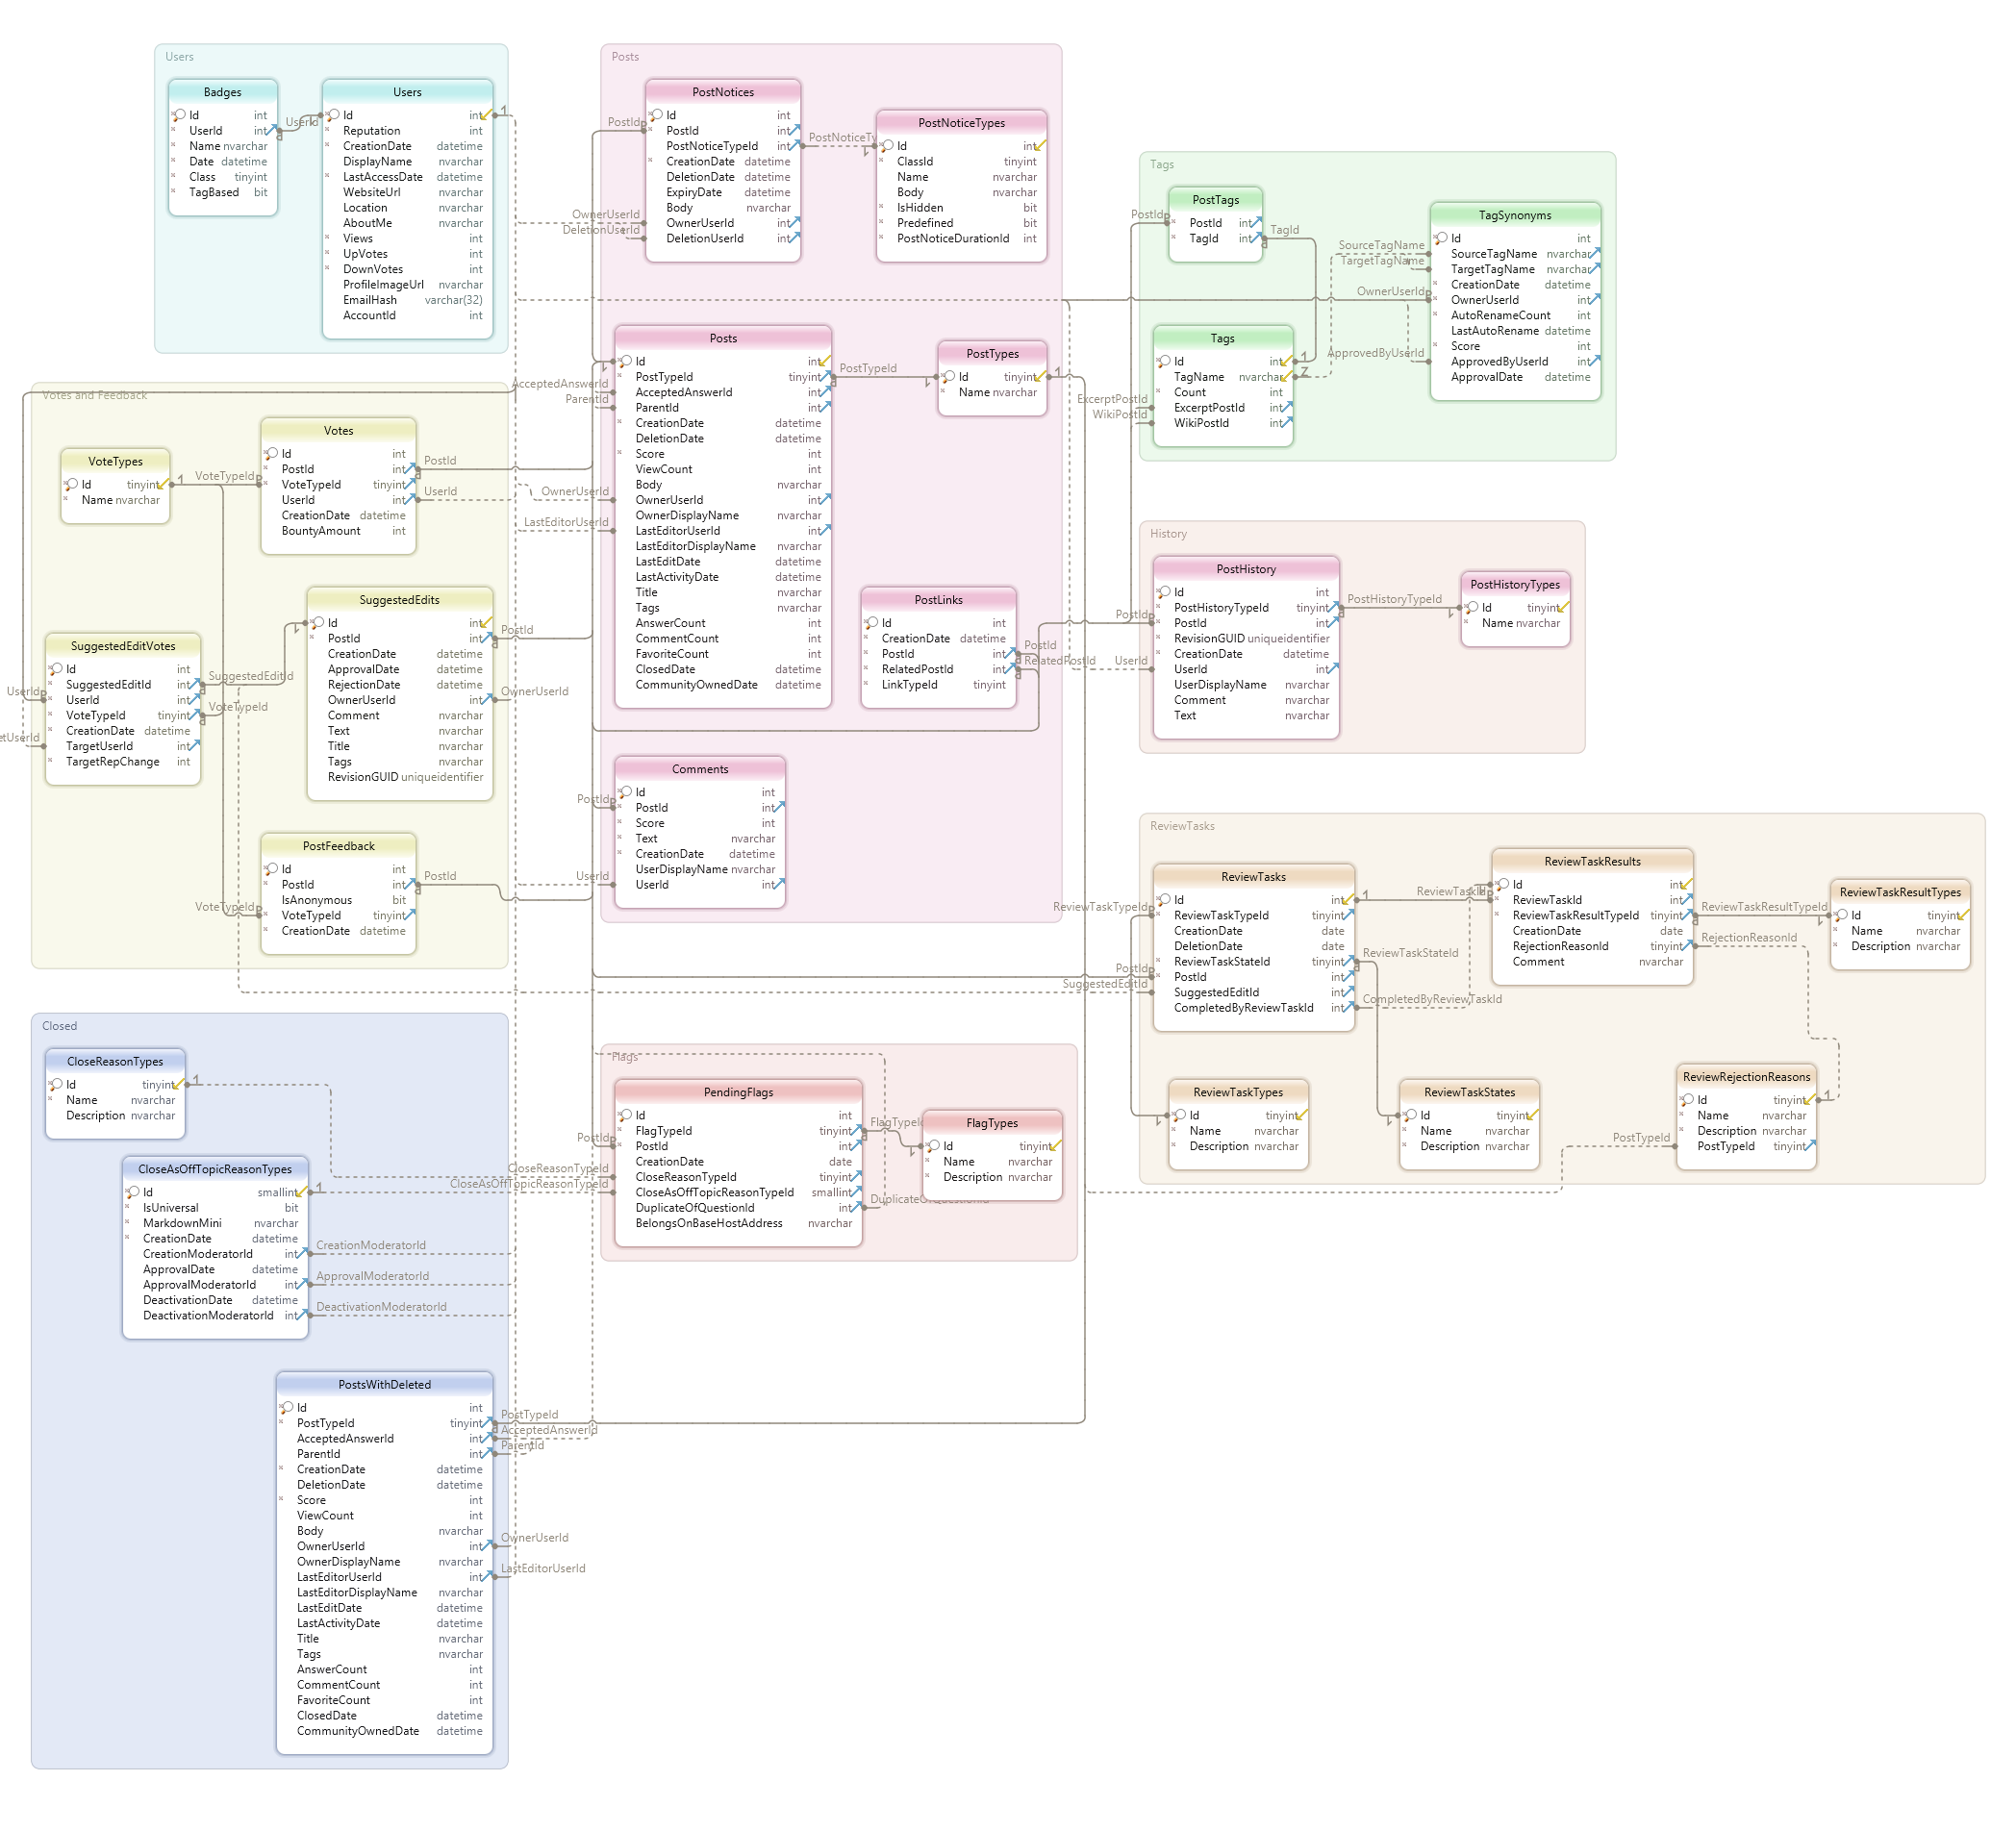 Users
Badges
Id int
UserId int
Name nvarchar
Date datetime
Class tinyint
TagBased bit
UserId
Users
Id int
Reputation int
CreationDate datetime
DisplayName nvarchar
LastAccessDate datetime
WebsiteUrl nvarchar
Location nvarchar
AboutMe nvarchar
Views int
UpVotes int
DownVotes int
ProfileImageUrl nvarchar
EmailHash varchar(32)
AccountId int
Posts
PostId
PostNotices
Id int
PostId int
PostNoticeTypeId int
CreationDate datetime
DeletionDate datetime
ExpiryDate datetime
Body nvarchar
OwnerUserId int
DeletionUserId int
OwnerUserId
DeletionUserId
PostNoticeTy
PostNoticeTypes
Id int
ClassId tinyint
Name nvarchar
Body nvarchar
IsHidden bit
Predefined bit
PostNoticeDurationId int
AcceptedAnswerId
ParentId
OwnerUserId
LastEditorUserId
Posts
Id int
PostTypeId tinyint
AcceptedAnswerId int
ParentId int
CreationDate datetime
DeletionDate datetime
Score int
ViewCount int
Body nvarchar
OwnerUserId int
OwnerDisplayName nvarchar
LastEditorUserId int
LastEditorDisplayName nvarchar
LastEditDate datetime
LastActivityDate datetime
Title nvarchar
Tags nvarchar
AnswerCount int
CommentCount int
FavoriteCount int
ClosedDate datetime
CommunityOwnedDate datetime
PostTypeId
PostTypes
Id tinyint
Name nvarchar
PostLinks
Id int
CreationDate datetime
PostId int
RelatedPostId int
LinkTypeId tinyint
PostId
RelatedPostId
PostId
UserId
Comments
Id int
PostId int
Score int
Text nvarchar
CreationDate datetime
UserDisplayName nvarchar
UserId int
Tags
PostId
PostTags
PostId int
TagId int
TagId
Tags
Id int
TagName nvarchar
Count int
ExcerptPostId int
WikiPostId int
ExcerptPostId
WikiPostId
SourceTagName
TargetTagName
OwnerUserId
ApprovedByUserId
TagSynonyms
Id int
SourceTagName nvarchar
TargetTagName nvarchar
CreationDate datetime
OwnerUserId int
AutoRenameCount int
LastAutoRename datetime
Score int
ApprovedByUserId int
ApprovalDate datetime
Votes and Feedback
VoteTypes
Id tinyint
Name nvarchar
VoteTypeId
Votes
Id int
PostId int
VoteTypeId tinyint
UserId int
CreationDate datetime
BountyAmount int
PostId
UserId
SuggestedEdits
Id int
PostId int
CreationDate datetime
ApprovalDate datetime
RejectionDate datetime
OwnerUserId int
Comment nvarchar
Text nvarchar
Title nvarchar
Tags nvarchar
RevisionGUID uniqueidentifier
PostId
OwnerUserId
SuggestedEditVotes
Id int
SuggestedEditId int
UserId int
VoteTypeId tinyint
CreationDate datetime
TargetUserId int
TargetRepChange int
SuggestedEditId
VoteTypeId
UserId
etUserId
PostFeedback
Id int
PostId int
IsAnonymous bit
VoteTypeId tinyint
CreationDate datetime
PostId
VoteTypeId
History
PostHistory
Id int
PostHistoryTypeId tinyint
PostId int
RevisionGUID uniqueidentifier
CreationDate datetime
UserId int
UserDisplayName nvarchar
Comment nvarchar
Text nvarchar
PostId
UserId
PostHistoryTypeId
PostHistoryTypes
Id tinyint
Name nvarchar
ReviewTasks
ReviewTasks
Id int
ReviewTaskTypeId tinyint
CreationDate date
DeletionDate date
ReviewTaskStateId tinyint
PostId int
SuggestedEditId int
CompletedByReviewTaskId int
ReviewTaskTypeId
PostId
SuggestedEditId
ReviewTaskStateId
CompletedByReviewTaskId
ReviewTaskId
ReviewTaskResults
Id int
ReviewTaskId int
ReviewTaskResultTypeId tinyint
CreationDate date
RejectionReasonId tinyint
Comment nvarchar
ReviewTaskResultTypeId
RejectionReasonId
ReviewTaskResultTypes
Id tinyint
Name nvarchar
Description nvarchar
ReviewTaskTypes
Id tinyint
Name nvarchar
Description nvarchar
ReviewTaskStates
Id tinyint
Name nvarchar
Description nvarchar
PostTypeId
ReviewRejectionReasons
Id tinyint
Name nvarchar
Description nvarchar
PostTypeId tinyint
Closed
CloseReasonTypes
Id tinyint
Name nvarchar
Description nvarchar
CloseAsOffTopicReasonTypes
Id smallint
IsUniversal bit
MarkdownMini nvarchar
CreationDate datetime
CreationModeratorId int
ApprovalDate datetime
ApprovalModeratorId int
DeactivationDate datetime
DeactivationModeratorId int
CreationModeratorId
ApprovalModeratorId
DeactivationModeratorId
PostsWithDeleted
Id int
PostTypeId tinyint
AcceptedAnswerId int
ParentId int
CreationDate datetime
DeletionDate datetime
Score int
ViewCount int
Body nvarchar
OwnerUserId int
OwnerDisplayName nvarchar
LastEditorUserId int
LastEditorDisplayName nvarchar
LastEditDate datetime
LastActivityDate datetime
Title nvarchar
Tags nvarchar
AnswerCount int
CommentCount int
FavoriteCount int
ClosedDate datetime
CommunityOwnedDate datetime
PostTypeId
AcceptedAnswerId
ParentId
OwnerUserId
LastEditorUserId
Flags
PostId
CloseReasonTypeId
CloseAsOffTopicReasonTypeId
PendingFlags
Id int
FlagTypeId tinyint
PostId int
CreationDate date
CloseReasonTypeId tinyint
CloseAsOffTopicReasonTypeId smallint
DuplicateOfQuestionId int
BelongsOnBaseHostAddress nvarchar
FlagTypeId
DuplicateOfQuestionId
FlagTypes
Id tinyint
Name nvarchar
Description nvarchar